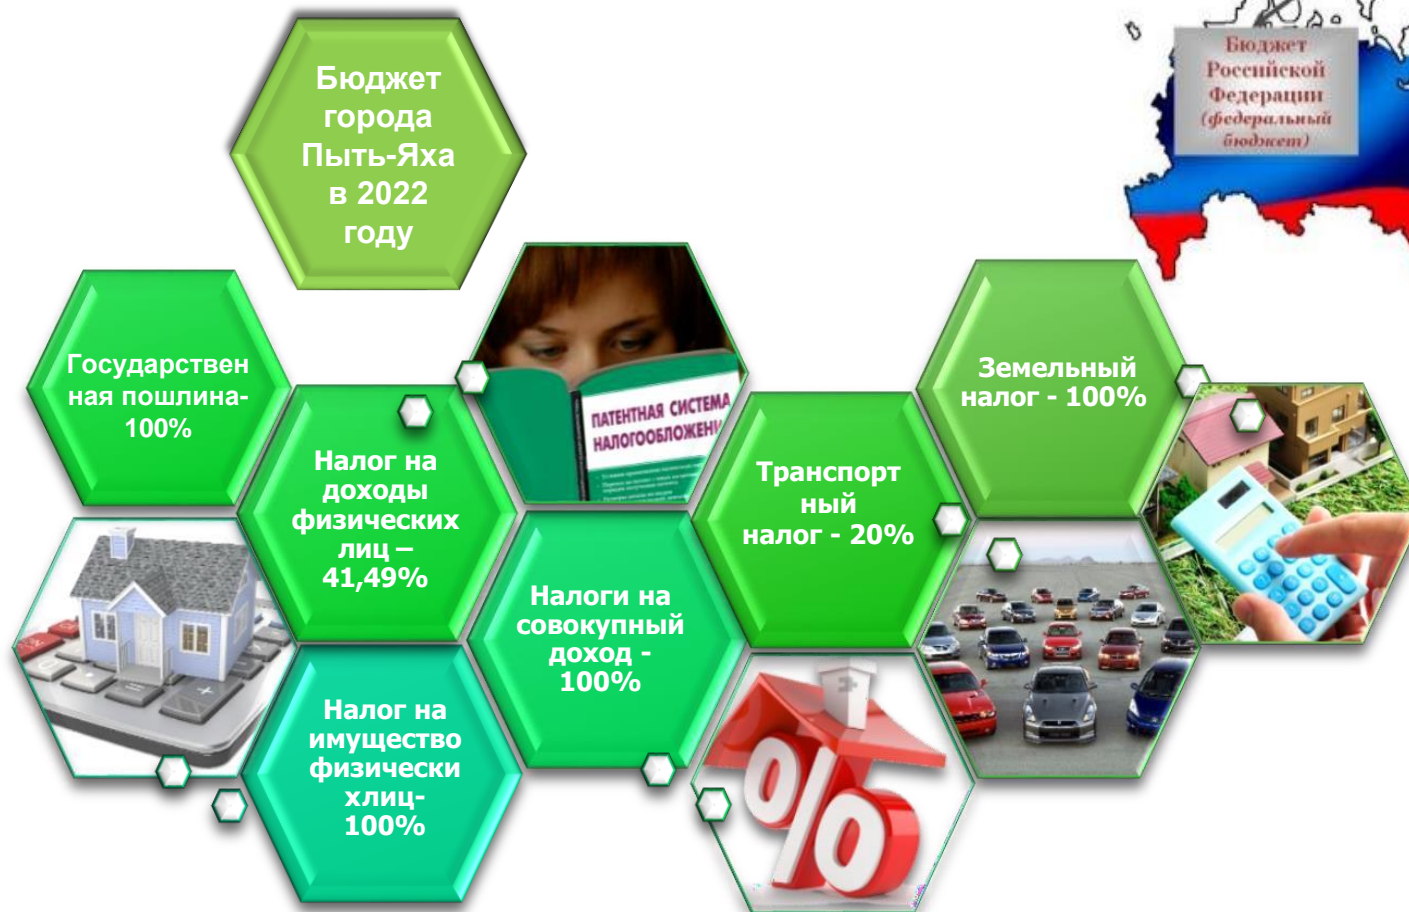 Бюджет
города
Пыть-Яха
в 2022
году
Бюджет
Российской
Федерации
(федеральный
бюджет)
Государствен
ная пошлина-
100%
Налог на
доходы
физических
лиц –
41,49%
ПАТЕНТНАЯ СИСТЕМА
НАЛОГООБЛОЖЕНИ
Транспорт
ный
налог - 20%
Земельный
налог - 100%
Налоги на
совокупный
доход -
100%
Налог на
имущество
физически
хлиц-
100%
%